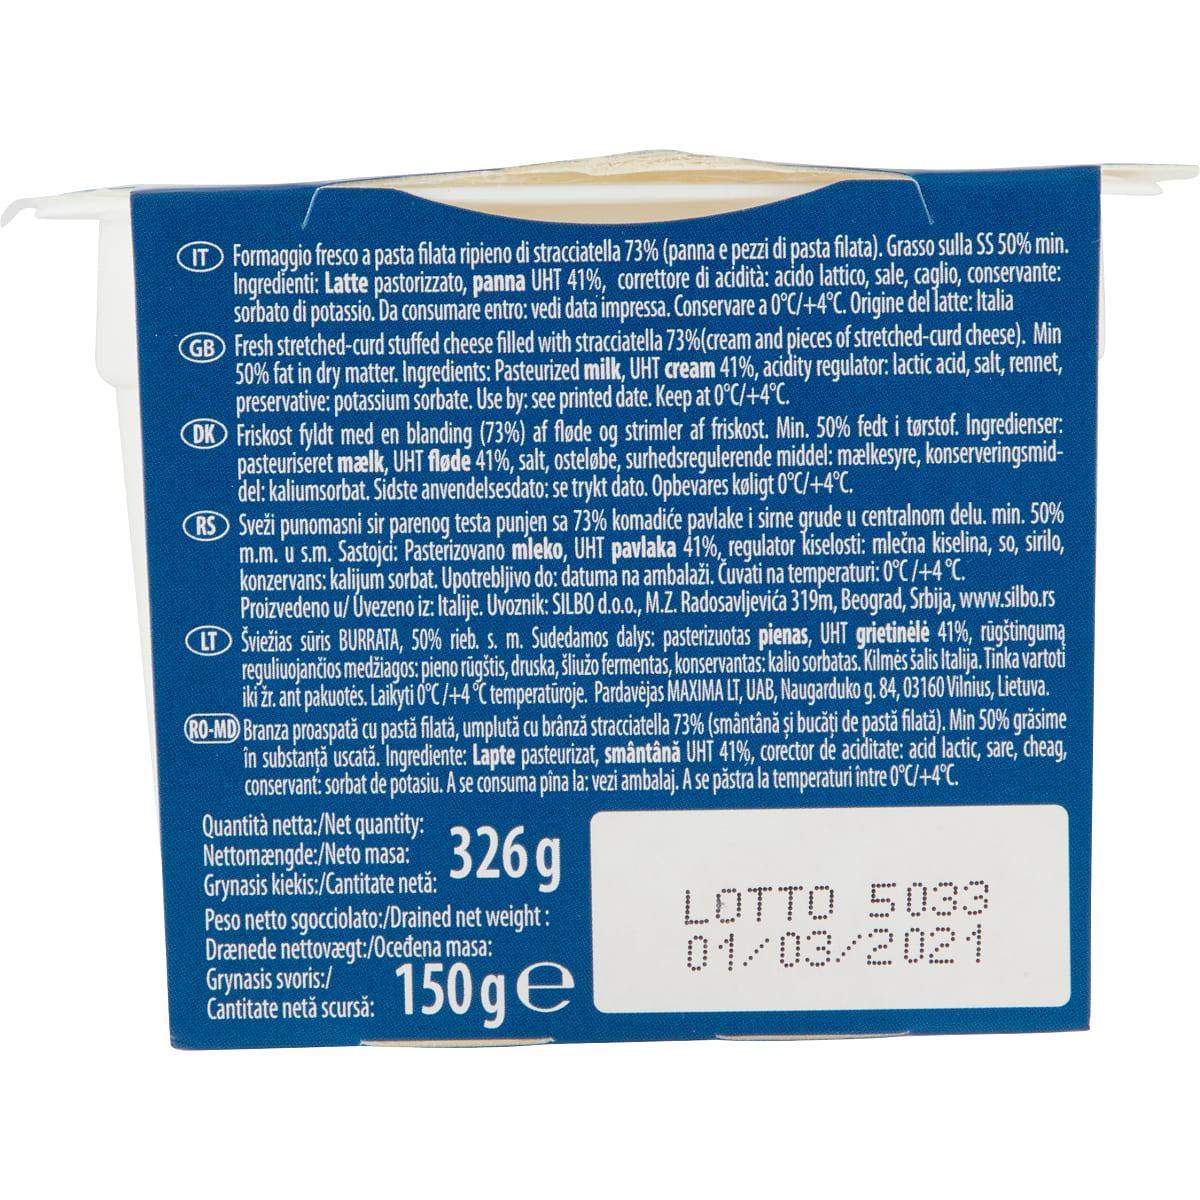 IT Formaggio fresco a pasta filata ripieno di stracciatella 73% (panna e pezzi di pasta filata). Grasso sulla SS 50% min.
Ingredienti: Latte pastorizzato, panna UHT 41%, correttore di acidità: acido lattico, sale, caglio, conservante:
sorbato di potassio. Da consumare entro: vedi data impressa. Conservare a 0°C/+4°C. Origine del latte: Italia
GB Fresh stretched-curd stuffed cheese filled with stracciatella 73%(cream and pieces of stretched-curd cheese). Min
50% fat in dry matter. Ingredients: Pasteurized milk, UHT cream 41%, acidity regulator: lactic acid, salt, rennet,
preservative: potassium sorbate. Use by: see printed date. Keep at 0°C/+4°C.
DK Friskost fyldt med en blanding (73%) af fløde og strimler af friskost. Min. 50% fedt i tørstof. Ingredienser:
pasteuriseret mælk, UHT fløde 41%, salt, osteløbe, surhedsregulerende middel: mælkesyre, konserveringsmid-
del: kaliumsorbat. Sidste anvendelsesdato: se trykt dato. Opbevares køligt 0°C/+4°C.
RS Sveži punomasni sir parenog testa punjen sa 73% komadiće pavlake i sirne grude u centralnom delu. min. 50%
m.m. u s.m. Sastojci: Pasterizovano mleko, UHT pavlaka 41%, regulator kiselosti: mlečna kiselina, so, sirilo,
konzervans: kalijum sorbat. Upotrebljivo do: datuma na ambalaži. Čuvati na temperaturi: 0°C /+4 °C.
Proizvedeno u/ Uvezeno iz: Italije. Uvoznik: SILBO d.o.o., M.Z. Radosavljevića 319m, Beograd, Srbija, www.silbo.rs
LT Šviežias sūris BURRATA, 50% rieb. s. m. Sudedamos dalys: pasterizuotas pienas, UHT grietinėlė 41%, rūgštingumą
reguliuojančios medžiagos: pieno rūgštis, druska, šliužo fermentas, konservantas: kalio sorbatas. Kilmės šalis Italija. Tinka vartoti
iki žr. ant pakuotės. Laikyti 0°C /+4 °C temperatūroje. Pardavėjas MAXIMA LT, UAB, Naugarduko g. 84, 03160 Vilnius, Lietuva.
RO-MD Branza proaspată cu pastă filată, umplută cu brânză stracciatella 73% (smântână și bucăți de pastă filată). Min 50% grăsime
în substanță uscată. Ingrediente: Lapte pasteurizat, smântână UHT 41%, corector de aciditate: acid lactic, sare, cheag,
conservant: sorbat de potasiu. A se consuma pîna la: vezi ambalaj. A se păstra la temperaturi între 0°C/+4°C.
Quantità netta:/Net quantity:
Nettomængde:/Neto masa:
Grynasis kiekis:/Cantitate netă:
326 g
Peso netto sgocciolato:/Drained net weight :
Drænede nettovægt:/Oceđena masa:
Grynasis svoris:/
Cantitate netă scursă:
150 g e
LOTTO 5033
01/03/2021